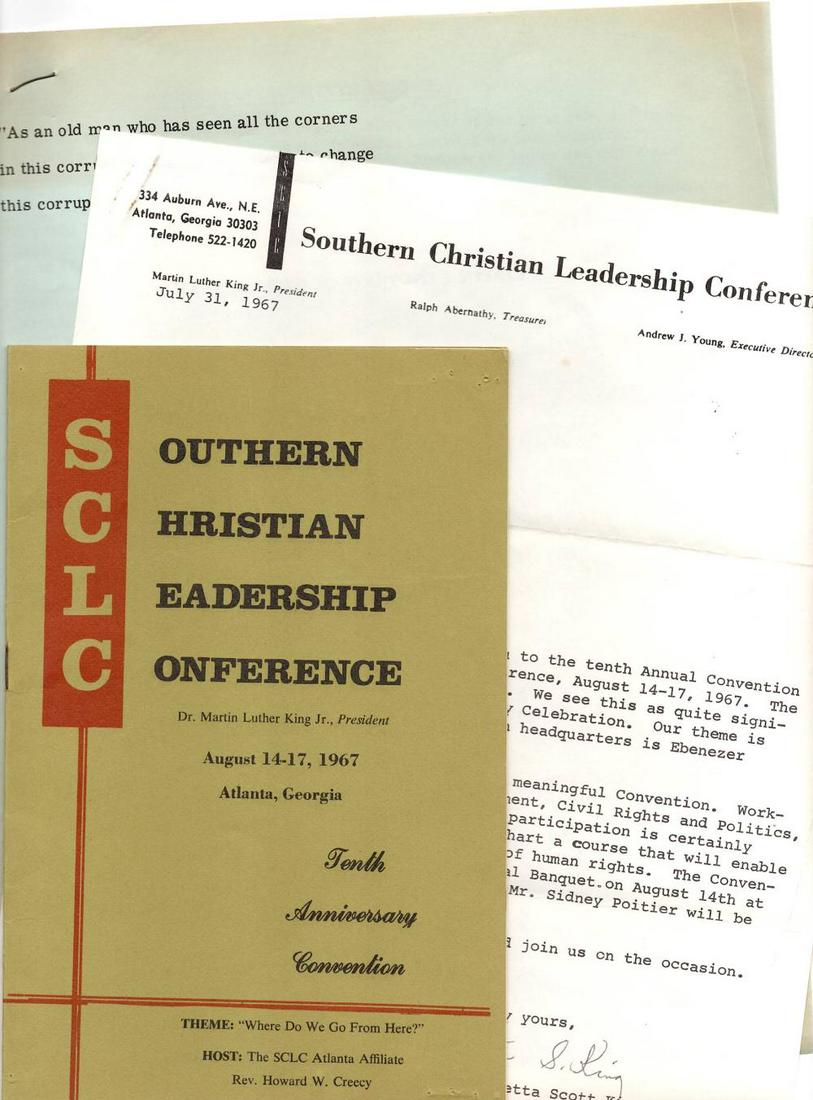 "As an old man who has seen all the corners
in this
to change
this
334 Auburn Ave., N.E.
Atlanta, Georgia 30303
Telephone 522-1420
SCLC
Southern Christian Leadership
Martin Luther King Jr., President
July 31, 1967
Ralph Abernathy, Treasurer
Andrew J. Young, Executive
SCLC
OUTHERN
HRISTIAN
EADERSHIP
ONFERENCE
Dr. Martin Luther King Jr., President
August 14-17, 1967
Atlanta, Georgia
Tenth
Anniversary
Convention
THEME: "Where Do We Go From Here?"
HOST: The SCLC Atlanta Affiliate
Rev. Howard W. Creecy
to the tenth Annual Convention
rence, August 14-17, 1967. The
. We see this as quite signi-
Celebration. Our theme is
headquarters is Ebenezer
meaningful Convention. Work-
ment, Civil Rights and Politics,
participation is certainly
hart a course that will enable
of human rights. The Conven-
al Banquet on August 14th at
Mr. Sidney Poitier will be
join us on the occasion.
yours,
S. King
etta Scott